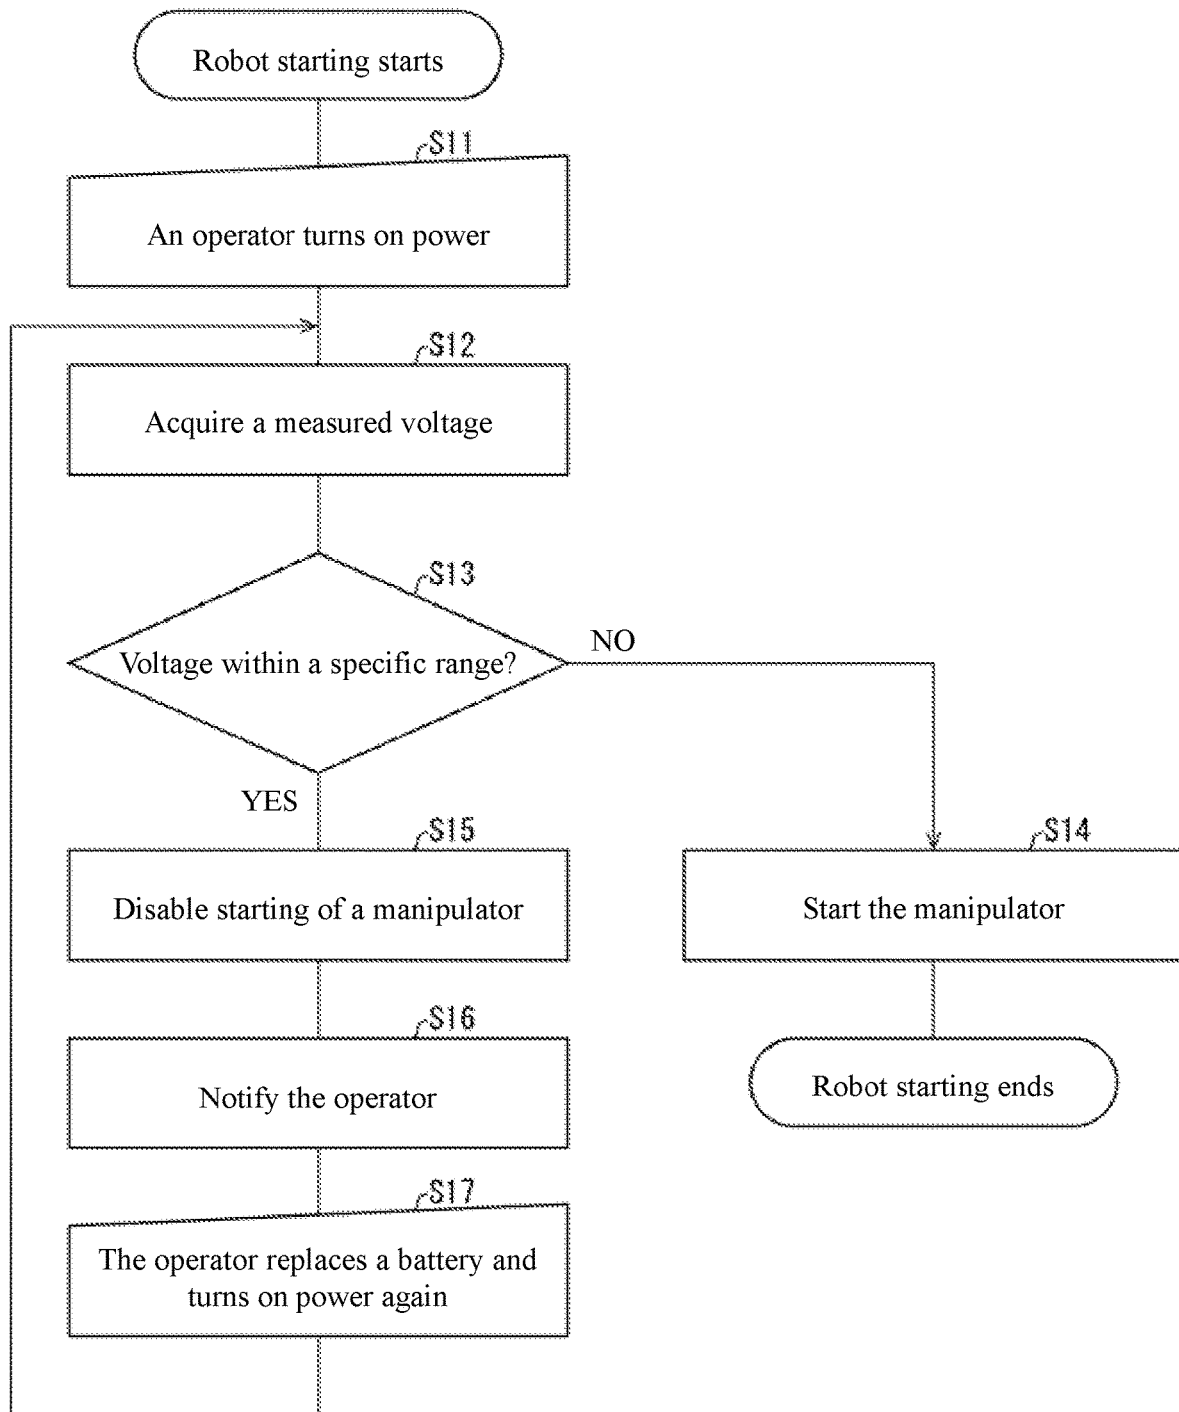 Robot starting starts
S11
An operator turns on power
S12
Acquire a measured voltage
S13
Voltage within a specific range?
NO
YES
S15
Disable starting of a manipulator
S14
Start the manipulator
S16
Notify the operator
Robot starting ends
S17
The operator replaces a battery and
turns on power again